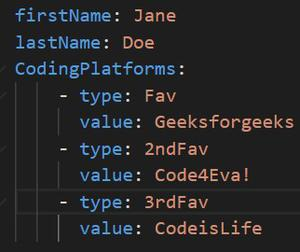 firstName: Jane
lastName: Doe
CodingPlatforms:
- type: Fav
value: Geeksforgeeks
- type: 2ndFav
value: Code4Eva!
- type: 3rdFav
value: CodeisLife